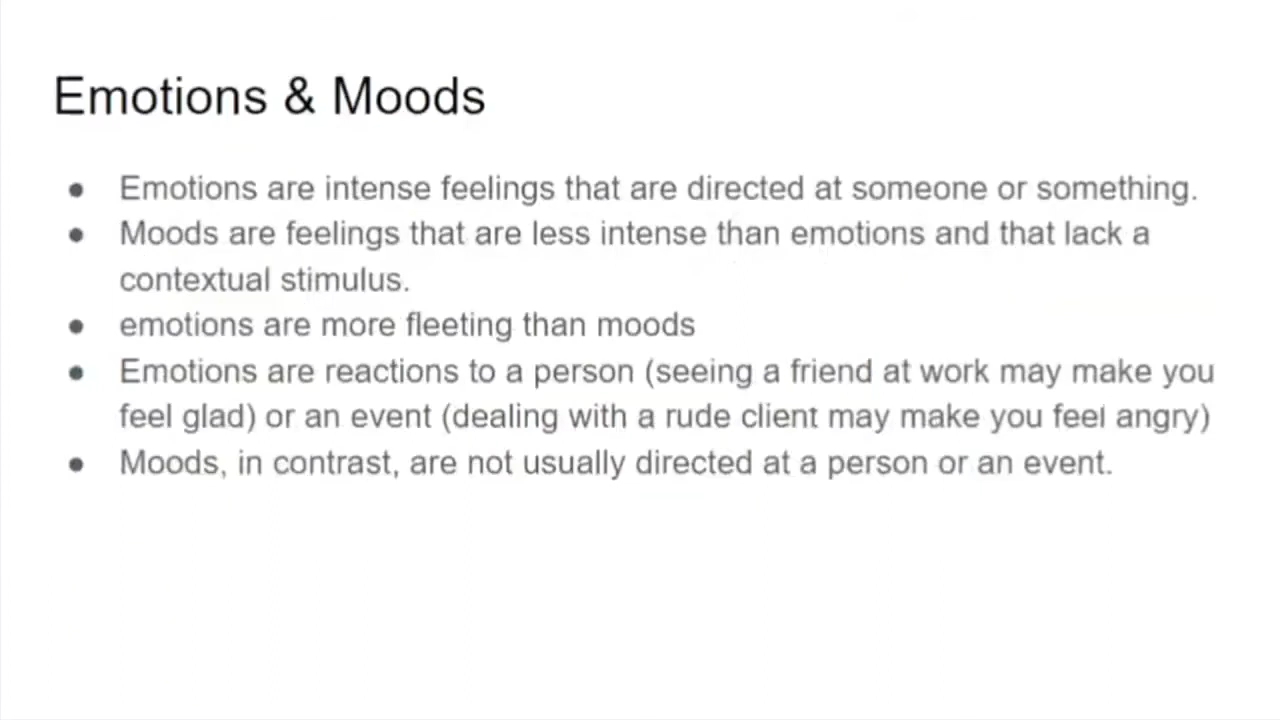 Emotions & Moods
● Emotions are intense feelings that are directed at someone or something.
● Moods are feelings that are less intense than emotions and that lack a
contextual stimulus.
● emotions are more fleeting than moods
● Emotions are reactions to a person (seeing a friend at work may make you
feel glad) or an event (dealing with a rude client may make you feel angry)
● Moods, in contrast, are not usually directed at a person or an event.